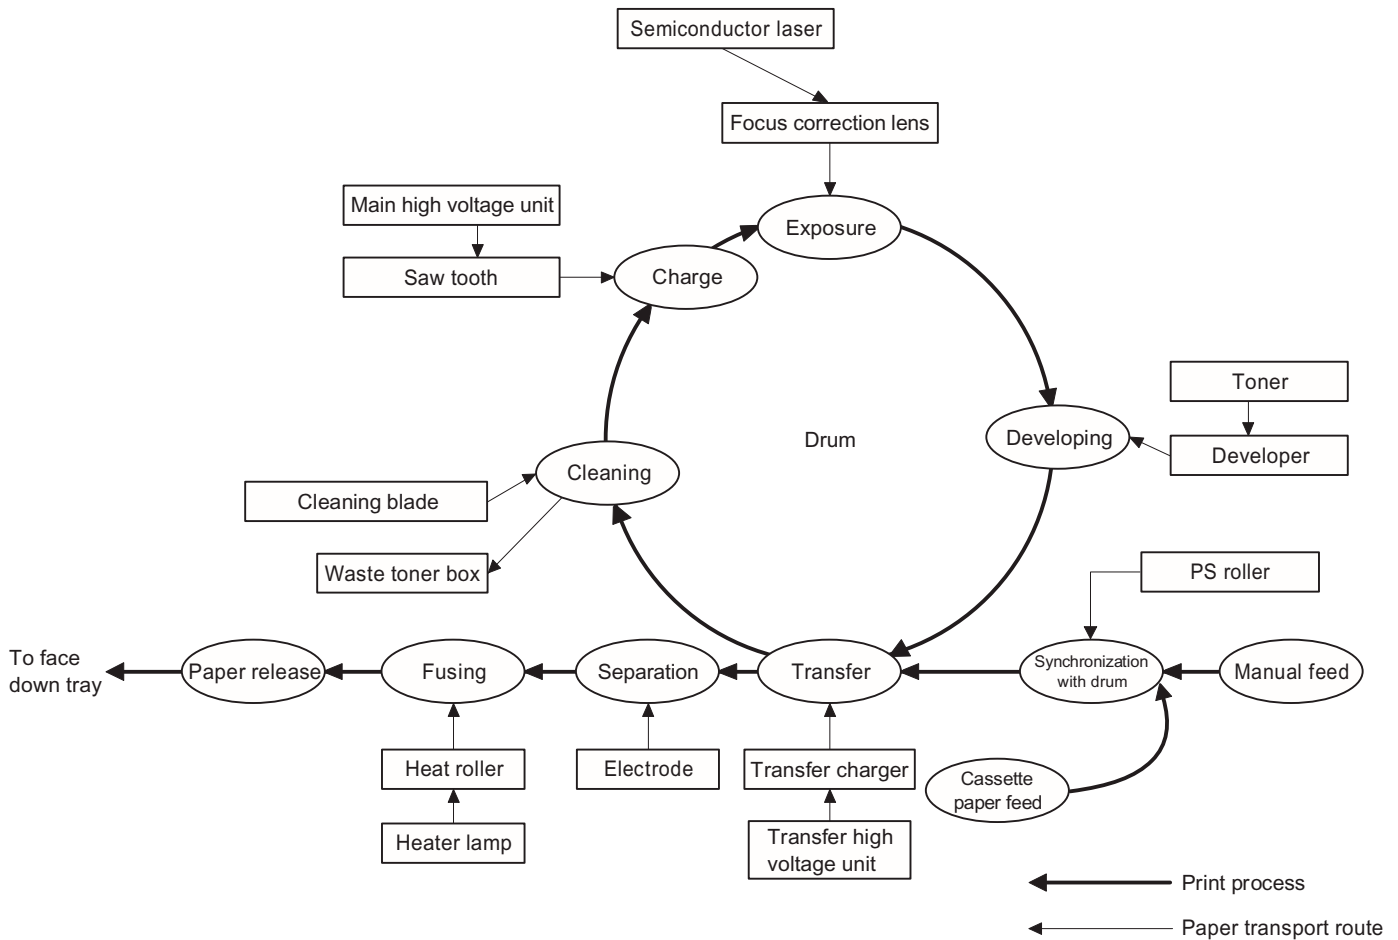 Semiconductor laser
Focus correction lens
Main high voltage unit
Exposure
Saw tooth
Charge
Toner
Drum
Developing
Developer
Cleaning
Cleaning blade
Waste toner box
PS roller
To face
down tray
Paper release
Fusing
Separation
Transfer
Synchronization
with drum
Manual feed
Heat roller
Electrode
Transfer charger
Cassette
paper feed
Heater lamp
Transfer high
voltage unit
Print process
Paper transport route